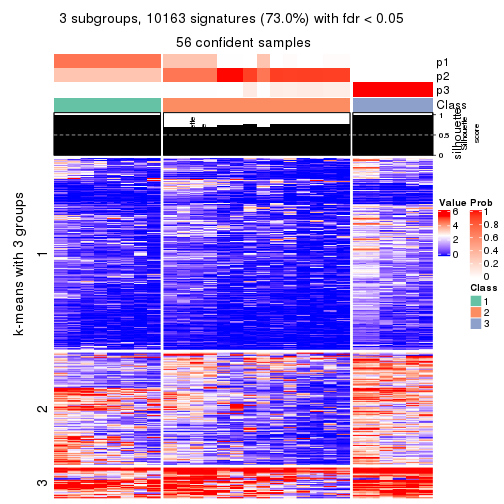 3 subgroups, 10163 signatures (73.0%) with fdr < 0.05
56 confident samples
p1
p2
p3
Class
1
0.5
0
silhouette
Silhouette
score
k-means with 3 groups
1
2
3
Value
6
4
2
0
Prob
1
0.8
0.6
0.4
0.2
0
Class
1
2
3